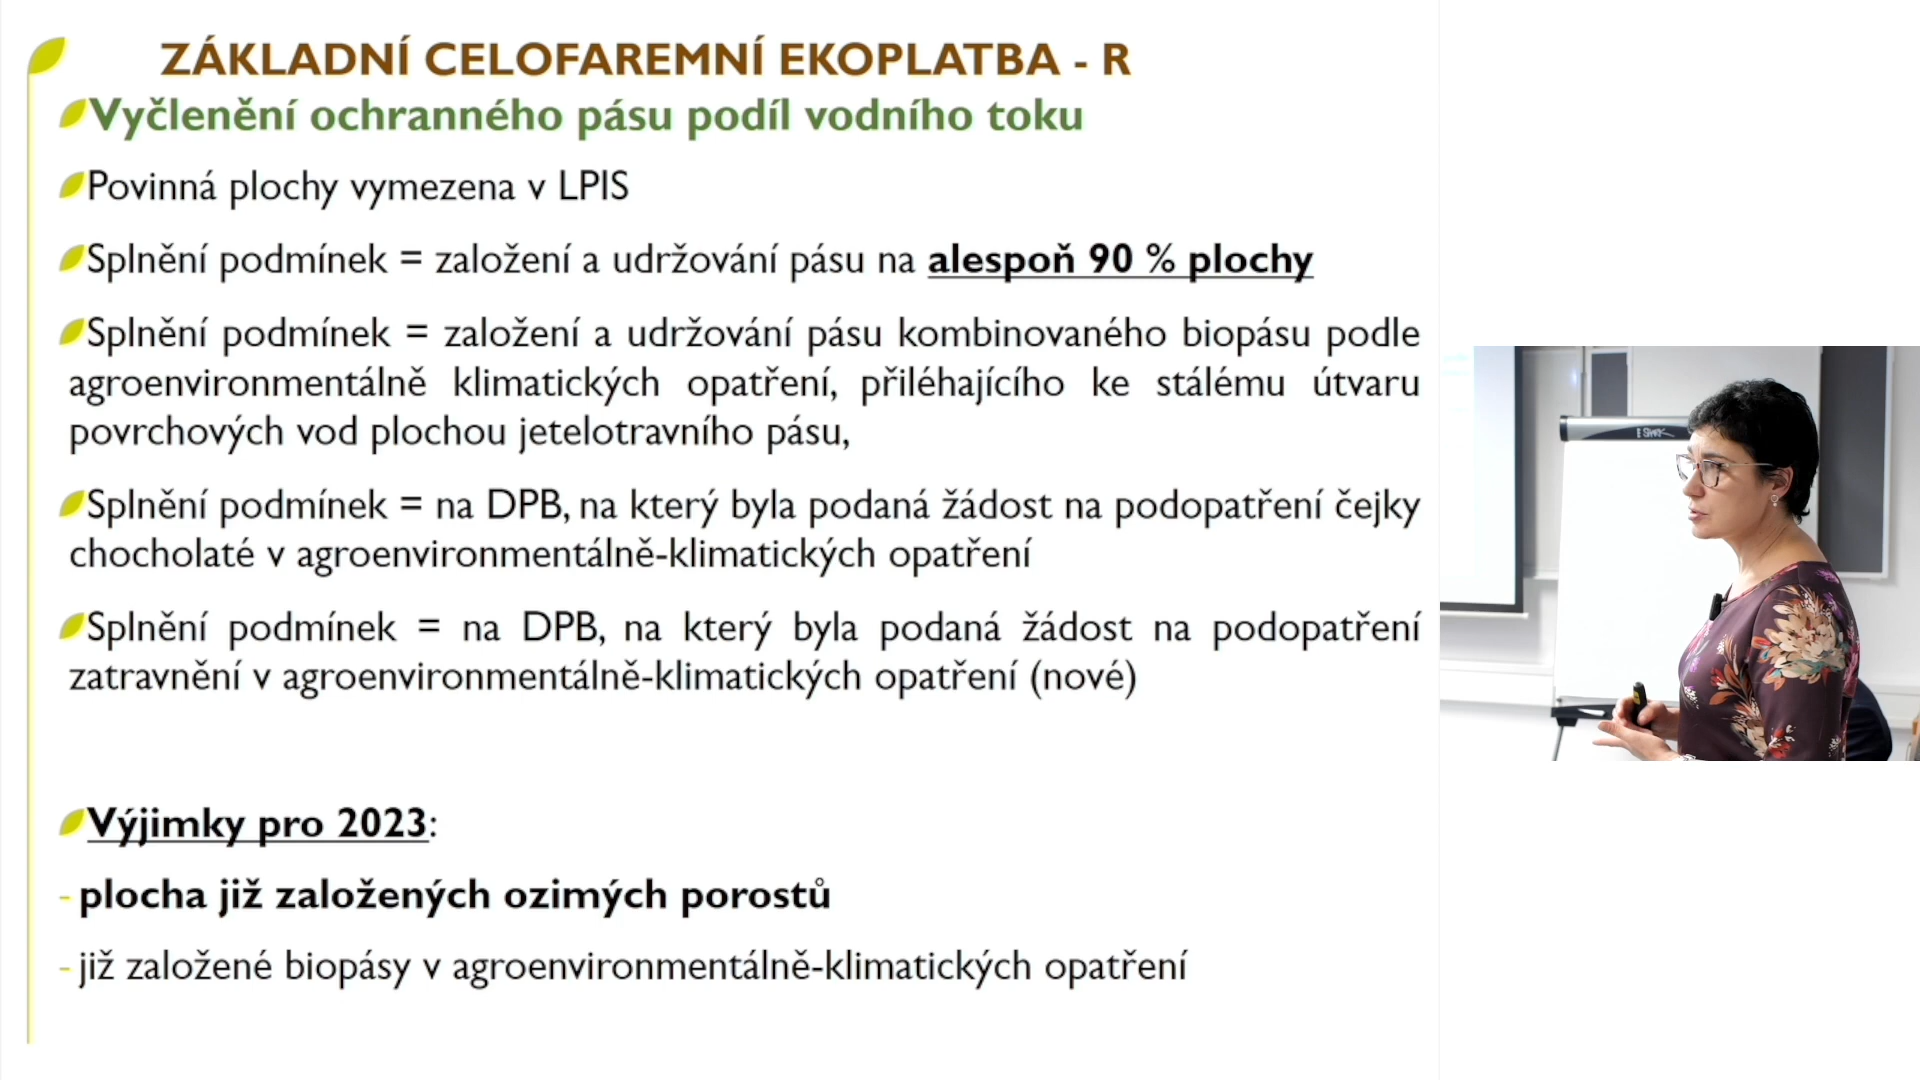 ZÁKLADNÍ CELOFAREMNÍ EKOPLATBA - R
Vyčlenění ochranného pásu podíl vodního toku
Povinná plochy vymezena v LPIS
Splnění podmínek = založení a udržování pásu na alespoň 90 % plochy
Splnění podmínek = založení a udržování pásu kombinovaného biopásu podle
agroenvironmentálně klimatických opatření, přiléhajícího ke stálému útvaru
povrchových vod plochou jetelotravního pásu,
Splnění podmínek = na DPB, na který byla podaná žádost na podopatření čejky
chocholaté v agroenvironmentálně-klimatických opatření
Splnění podmínek = na DPB, na který byla podaná žádost na podopatření
zatravnění v agroenvironmentálně-klimatických opatření (nové)
Výjimky pro 2023:
- plocha již založených ozimých porostů
- již založené biopásy v agroenvironmentálně-klimatických opatření